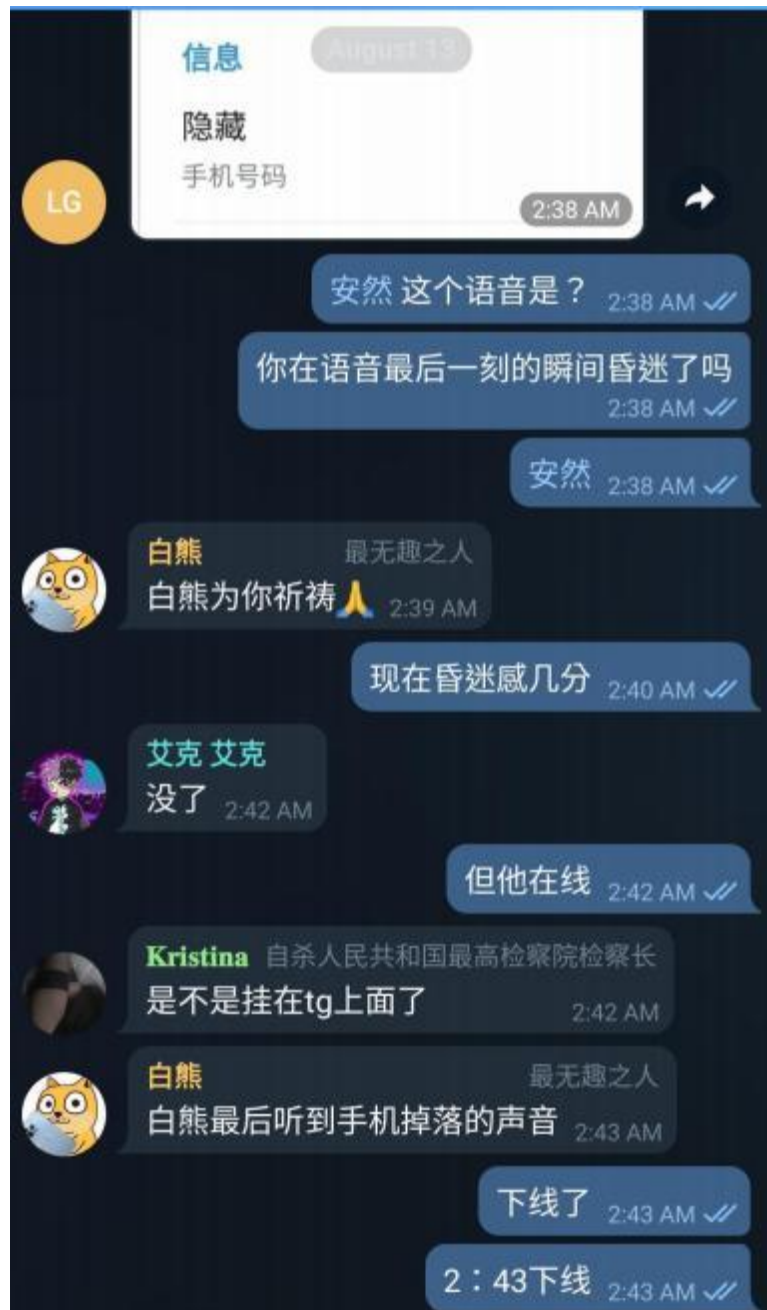 信息
August 13
隐藏
手机号码
LG
2:38 AM
安然 这个语音是？ 2:38 AM
你在语音最后一刻的瞬间昏迷了吗
2:38 AM
安然 2:38 AM
白熊 最无趣之人
白熊为你祈祷🙏 2:39 AM
现在昏迷感几分 2:40 AM
艾克 艾克
没了 2:42 AM
但他在线 2:42 AM
Kristina 自杀人民共和国最高检察院检察长
是不是挂在tg上面了 2:42 AM
白熊 最无趣之人
白熊最后听到手机掉落的声音 2:43 AM
下线了 2:43 AM
2：43下线 2:43 AM